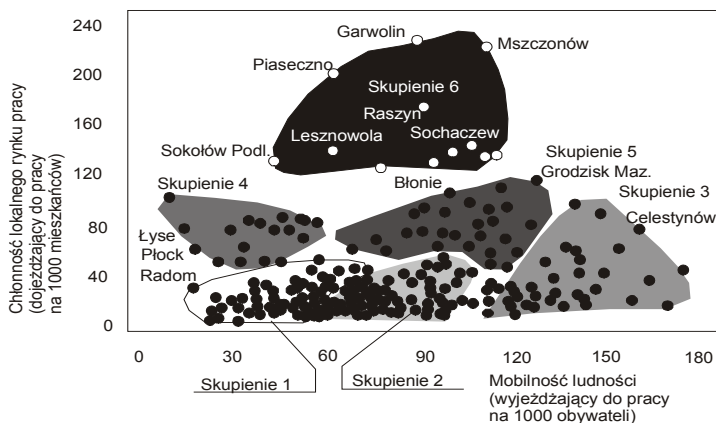 Chłonność lokalnego rynku pracy
(dojeżdżający do pracy
na 1000 mieszkańców)
240
200
160
120
80
40
0
Garwolin
Mszczonów
Piaseczno
Skupienie 6
Raszyn
Lesznowola
Sochaczew
Sokołów Podl.
Skupienie 5
Grodzisk Maz.
Błonie
Skupienie 4
Skupienie 3
Celestynów
Łyse
Płock
Radom
0 30 60 90 120 150 180
Skupienie 1
Skupienie 2
Mobilność ludności
(wyjeżdżający do pracy
na 1000 obywateli)